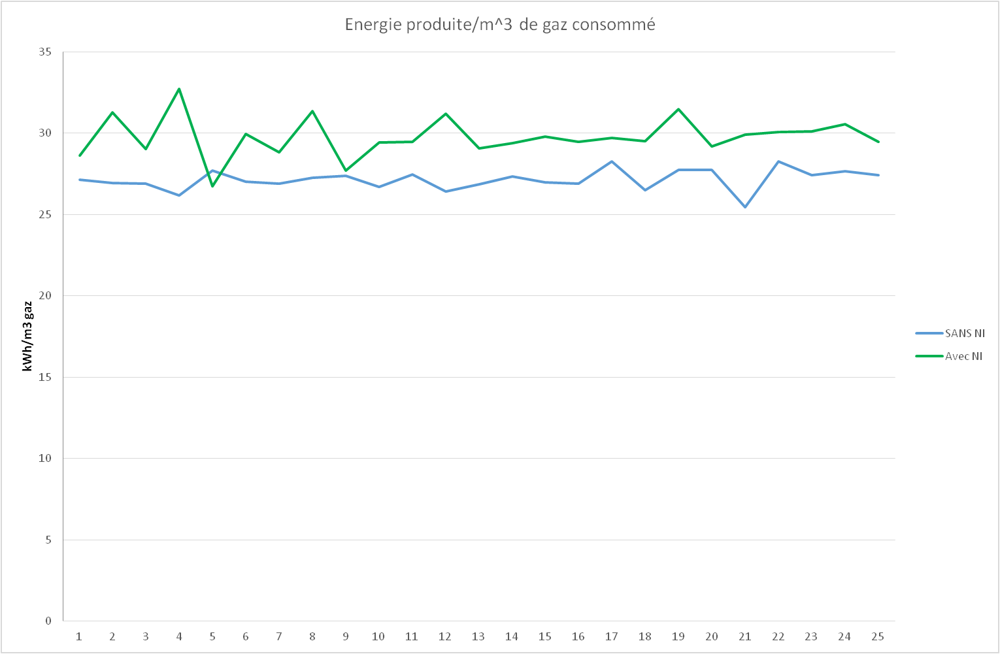 Energie produite/m^3 de gaz consommé
35
30
25
20
15
10
5
0
kWh/m3 gaz
1 2 3 4 5 6 7 8 9 10 11 12 13 14 15 16 17 18 19 20 21 22 23 24 25
SANS NI
Avec NI